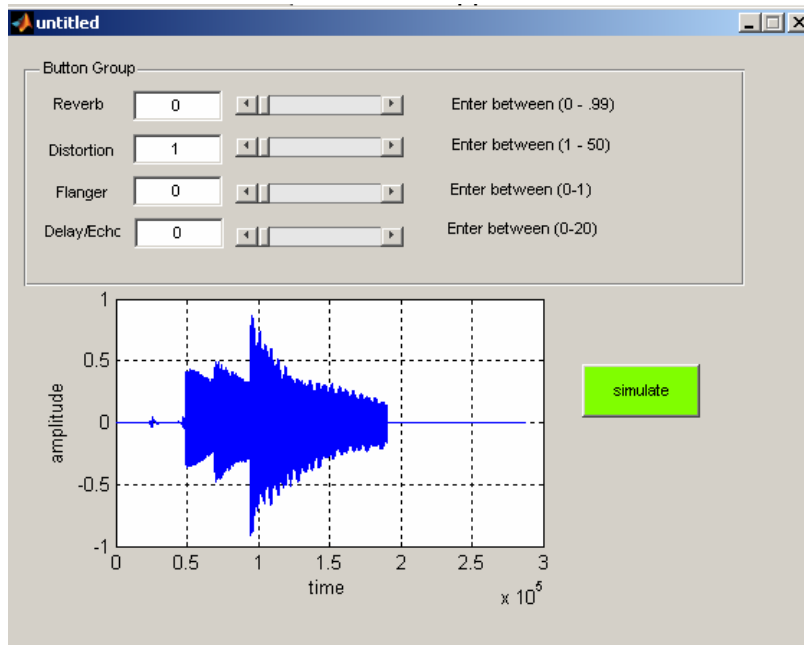 untitled
Button Group
Reverb 0 Enter between (0 - .99)
Distortion 1 Enter between (1 - 50)
Flanger 0 Enter between (0-1)
Delay/Echc 0 Enter between (0-20)
1
0.5
0
-0.5
-1
amplitude
simulate
0 0.5 1 1.5 2 2.5 3
time
x 10^5